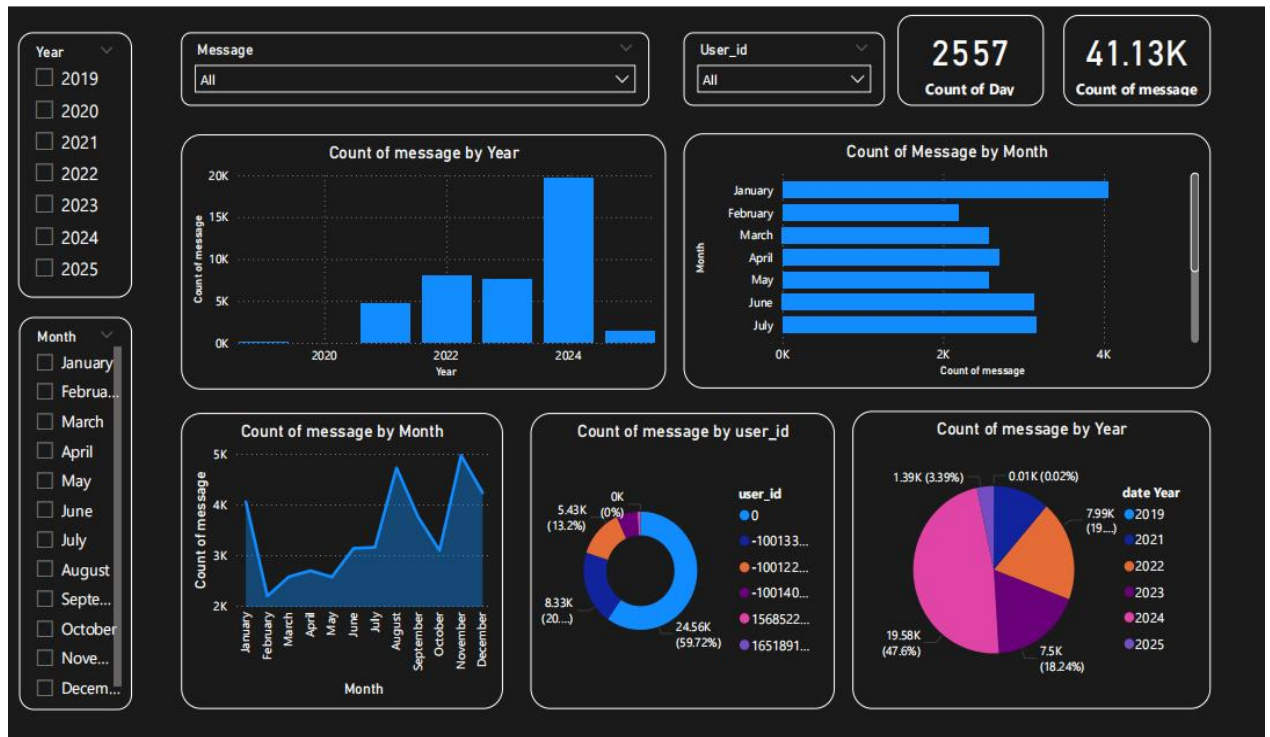 Year
2019
2020
2021
2022
2023
2024
2025
Month
January
Februa...
March
April
May
June
July
August
Septe...
October
Nove...
Decem...
Message
All
User_id
All
2557
Count of Day
41.13K
Count of message
Count of message by Year
20K
15K
10K
5K
0K
Count of message
2020 2022 2024
Year
Count of Message by Month
Month
January
February
March
April
May
June
July
0K 2K 4K
Count of message
Count of message by Month
5K
4K
3K
2K
Count of message
January
February
March
April
May
June
July
August
September
October
November
December
Month
Count of message by user_id
0K
(0%)
5.43K
(13.2%)
8.33K
(20....)
24.56K
(59.72%)
user_id
0
-100133...
-100122...
-100140...
1568522...
1651891...
Count of message by Year
1.39K (3.39%)
0.01K (0.02%)
7.99K
(19....)
19.58K
(47.6%)
7.5K
(18.24%)
date Year
2019
2021
2022
2023
2024
2025